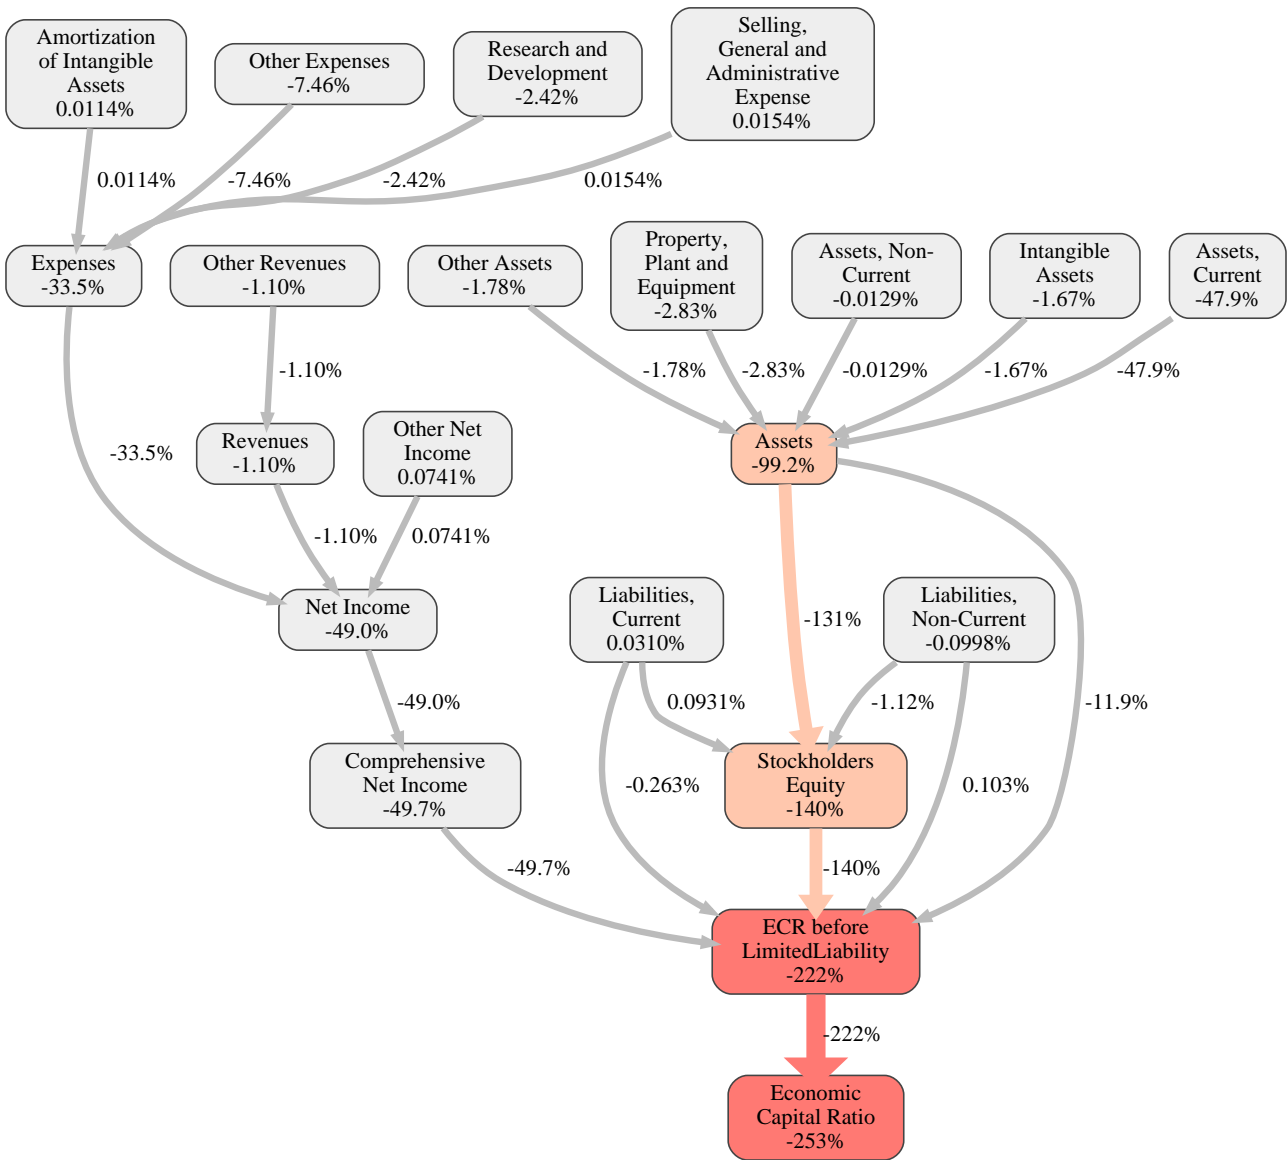 Amortization
of Intangible
Assets
0.0114%
Other Expenses
-7.46%
Research and
Development
-2.42%
Selling,
General and
Administrative
Expense
0.0154%
0.0114%
-7.46%
-2.42%
0.0154%
Expenses
-33.5%
Other Revenues
-1.10%
Other Assets
-1.78%
Property,
Plant and
Equipment
-2.83%
Assets, Non-
Current
-0.0129%
Intangible
Assets
-1.67%
Assets,
Current
-47.9%
-1.10%
-1.78%
-2.83%
-0.0129%
-1.67%
-47.9%
-33.5%
Revenues
-1.10%
Other Net
Income
0.0741%
Assets
-99.2%
-1.10%
0.0741%
Net Income
-49.0%
Liabilities,
Current
0.0310%
-131%
Liabilities,
Non-Current
-0.0998%
-49.0%
0.0931%
-1.12%
-11.9%
Comprehensive
Net Income
-49.7%
-0.263%
Stockholders
Equity
-140%
0.103%
-49.7%
-140%
ECR before
LimitedLiability
-222%
-222%
Economic
Capital Ratio
-253%